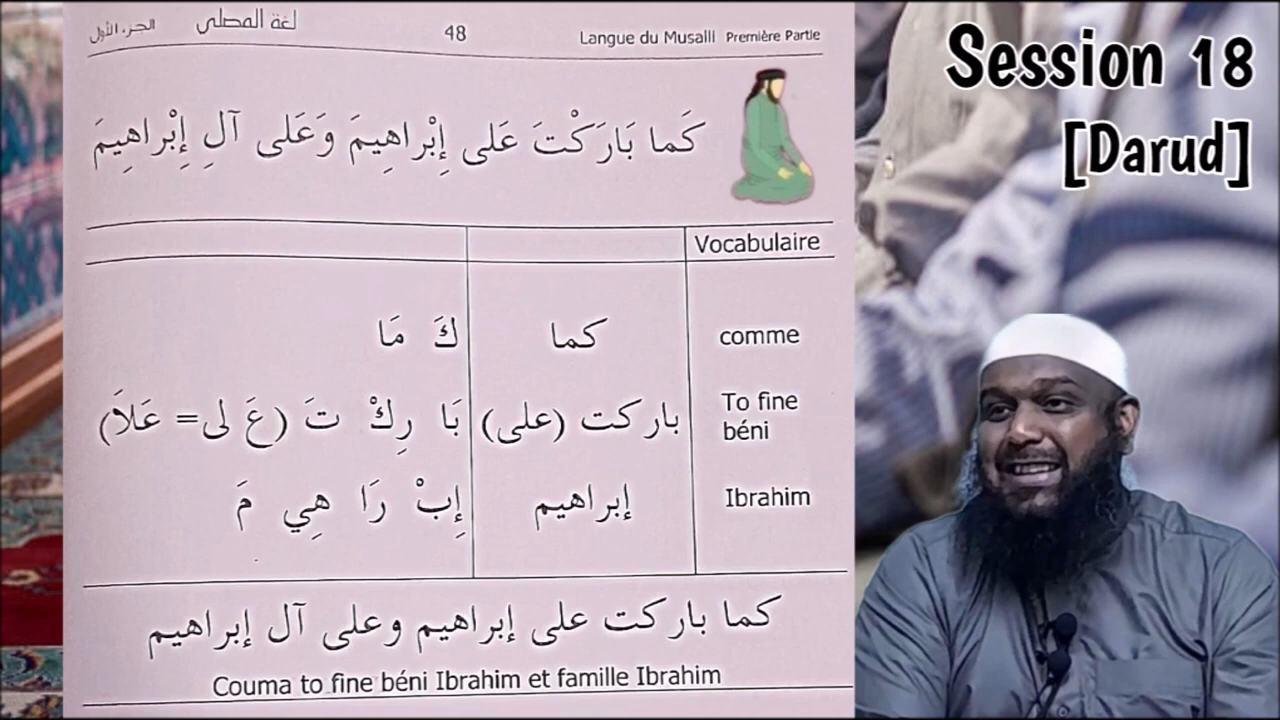 الجزء الأول لغة المصلي 48 Langue du Musalli Première Partie
Session 18
[Darud]
كَما بَارَكْتَ عَلى إِبْراهِيمَ وَعَلى آلِ إِبْراهِيمَ
Vocabulaire
comme كما كَ مَا
To fine béni باركت (على) بَا رِكْ تَ (عَ لى = عَلاَ)
Ibrahim إبراهيم إِبْ رَا هِي مَ
كما باركت على إبراهيم وعلى آل إبراهيم
Couma to fine béni Ibrahim et famille Ibrahim